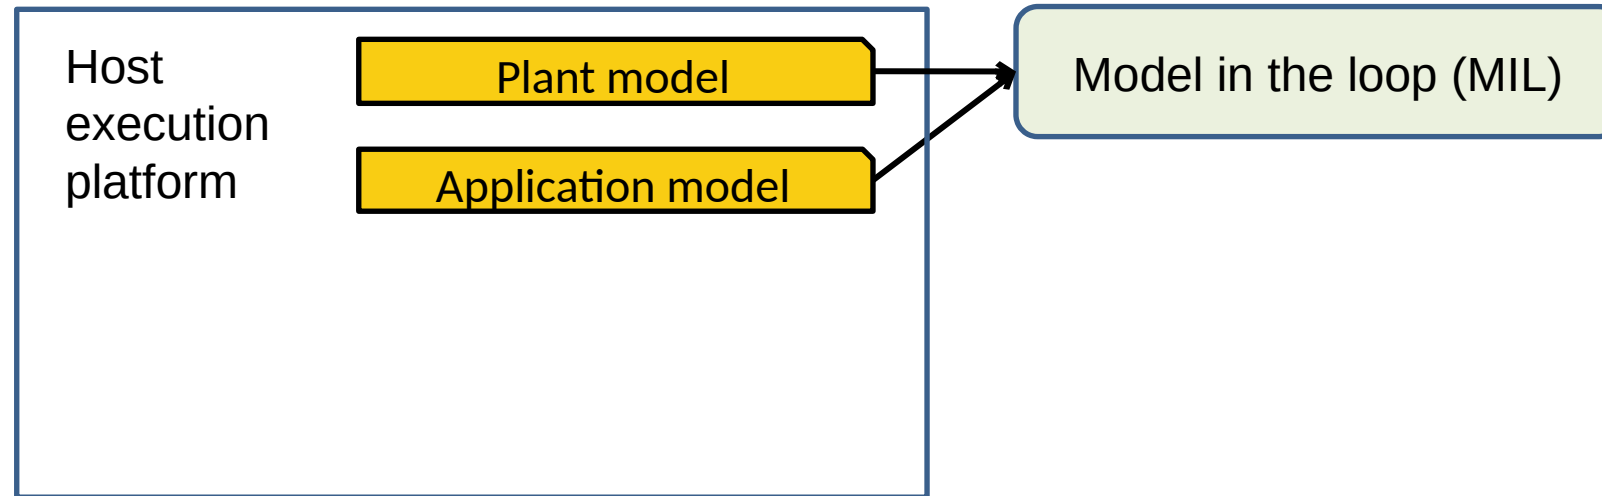 Host
execution
platform
Plant model
Application model
Model in the loop (MIL)